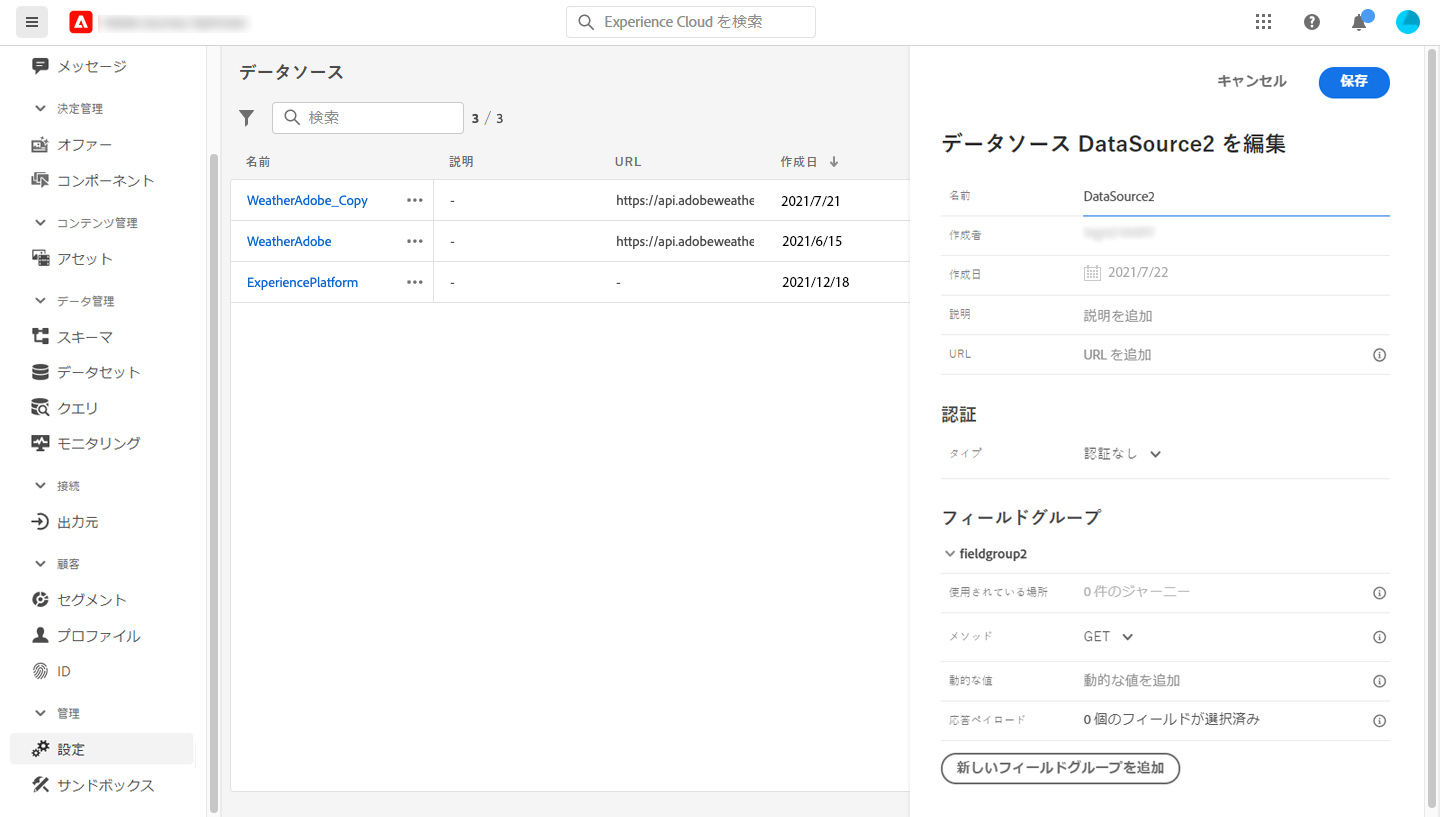 Experience Cloud を検索
メッセージ
決定管理
オファー
コンポーネント
コンテンツ管理
アセット
データ管理
スキーマ
データセット
クエリ
モニタリング
接続
出力元
顧客
セグメント
プロファイル
ID
管理
設定
サンドボックス
データソース
検索
3 / 3
名前 説明 URL 作成日
WeatherAdobe_Copy - https://api.adobeweathe 2021/7/21
WeatherAdobe - https://api.adobeweathe 2021/6/15
ExperiencePlatform - - 2021/12/18
キャンセル 保存
データソース DataSource2 を編集
名前 DataSource2
作成者
作成日 2021/7/22
説明 説明を追加
URL URL を追加
認証
タイプ 認証なし
フィールドグループ
fieldgroup2
使用されている場所 0 件のジャーニー
メソッド GET
動的な値 動的な値を追加
応答ペイロード 0 個のフィールドが選択済み
新しいフィールドグループを追加